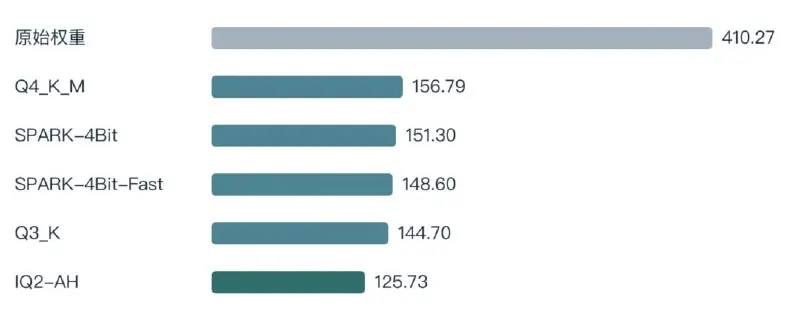 原始权重 410.27
Q4_K_M 156.79
SPARK-4Bit 151.30
SPARK-4Bit-Fast 148.60
Q3_K 144.70
IQ2-AH 125.73